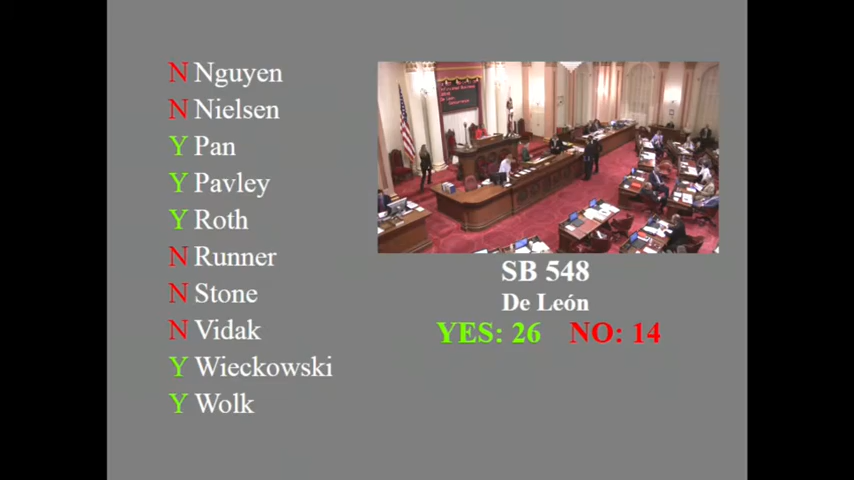 N Nguyen
N Nielsen
Y Pan
Y Pavley
Y Roth
N Runner
N Stone
N Vidak
Y Wieckowski
Y Wolk
SB 548
De León
YES: 26 NO: 14